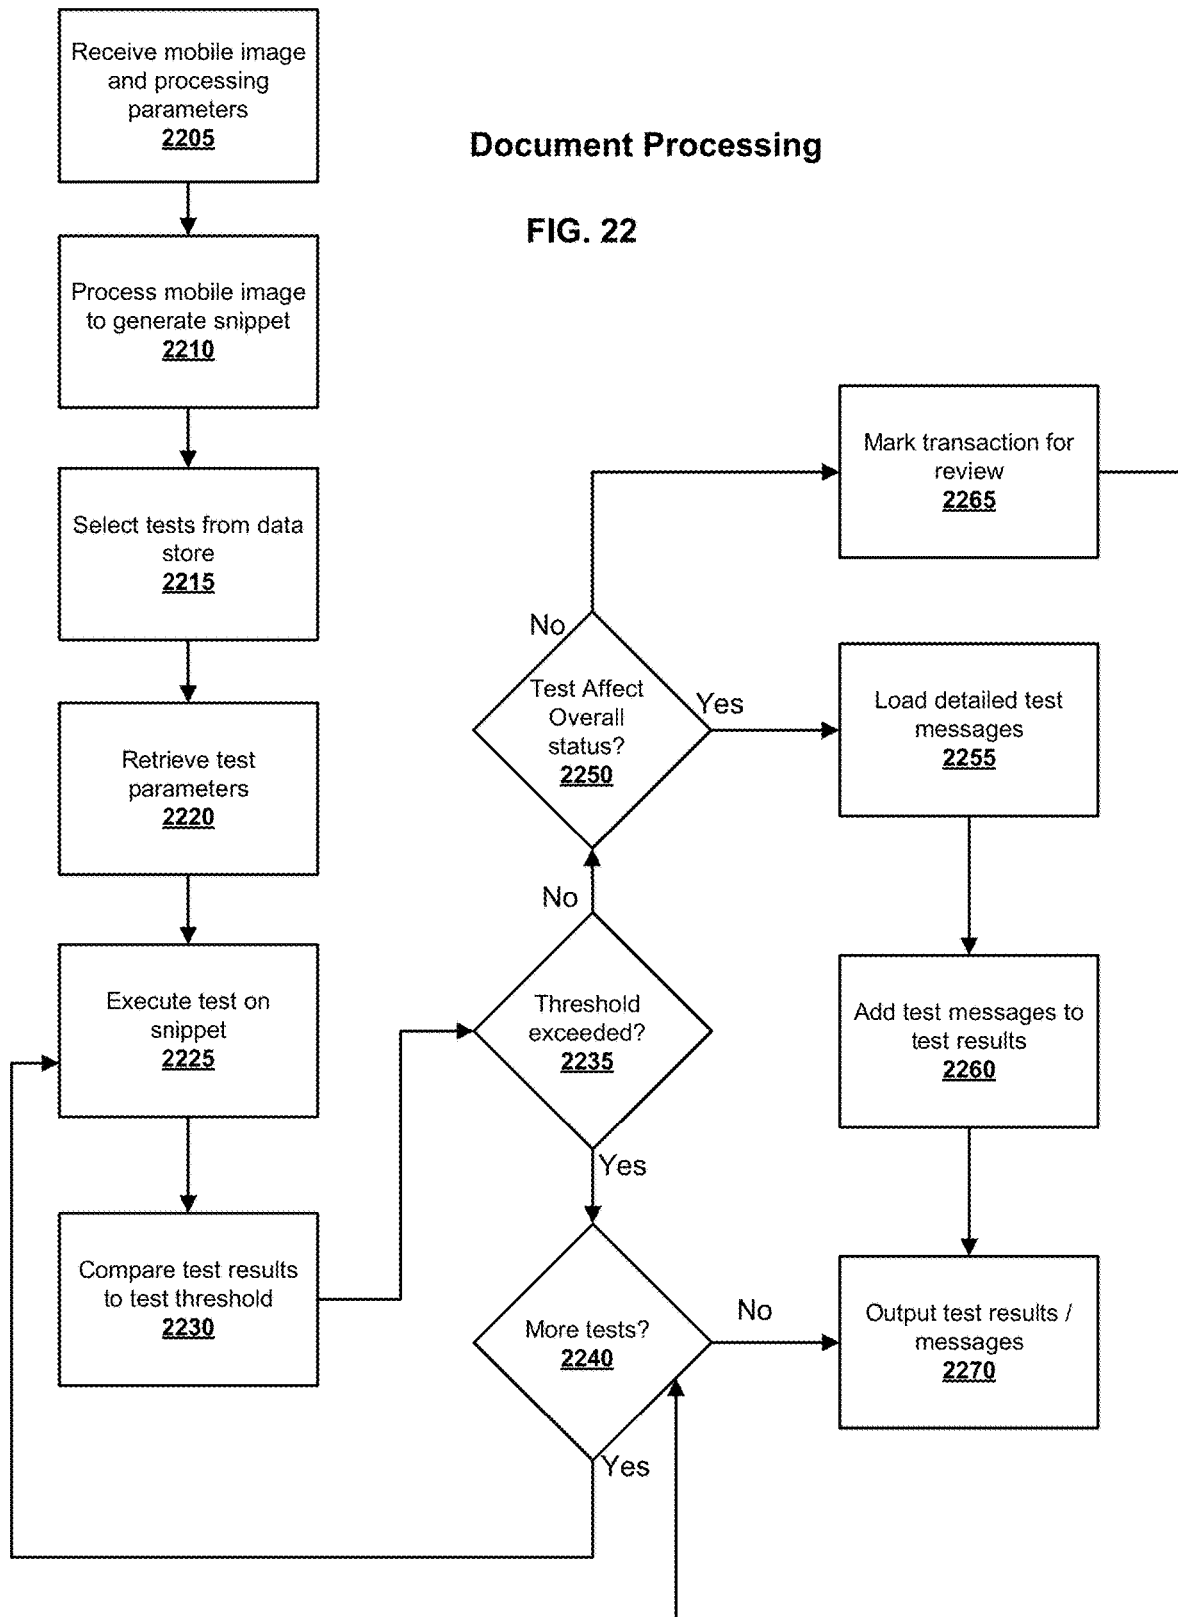 Receive mobile image
and processing
parameters
2205
Document Processing
FIG. 22
Process mobile image
to generate snippet
2210
Select tests from data
store
2215
Retrieve test
parameters
2220
Execute test on
snippet
2225
Compare test results
to test threshold
2230
Threshold
exceeded?
2235
No
Yes
Test Affect
Overall
status?
2250
No
Yes
More tests?
2240
No
Yes
Mark transaction for
review
2265
Load detailed test
messages
2255
Add test messages to
test results
2260
Output test results /
messages
2270